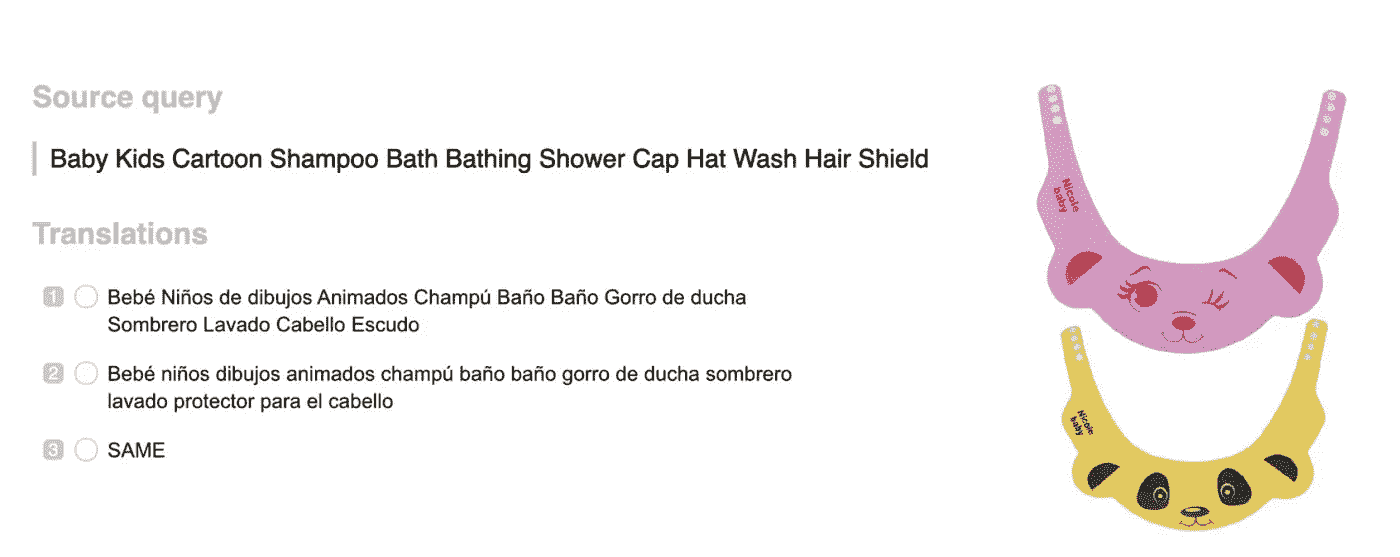 Source query
Baby Kids Cartoon Shampoo Bath Bathing Shower Cap Hat Wash Hair Shield
Translations
1 Bebé Niños de dibujos Animados Champú Baño Baño Gorro de ducha
Sombrero Lavado Cabello Escudo
2 Bebé niños dibujos animados champú baño baño gorro de ducha sombrero
lavado protector para el cabello
3 SAME
Nicole
baby
Nicole
baby